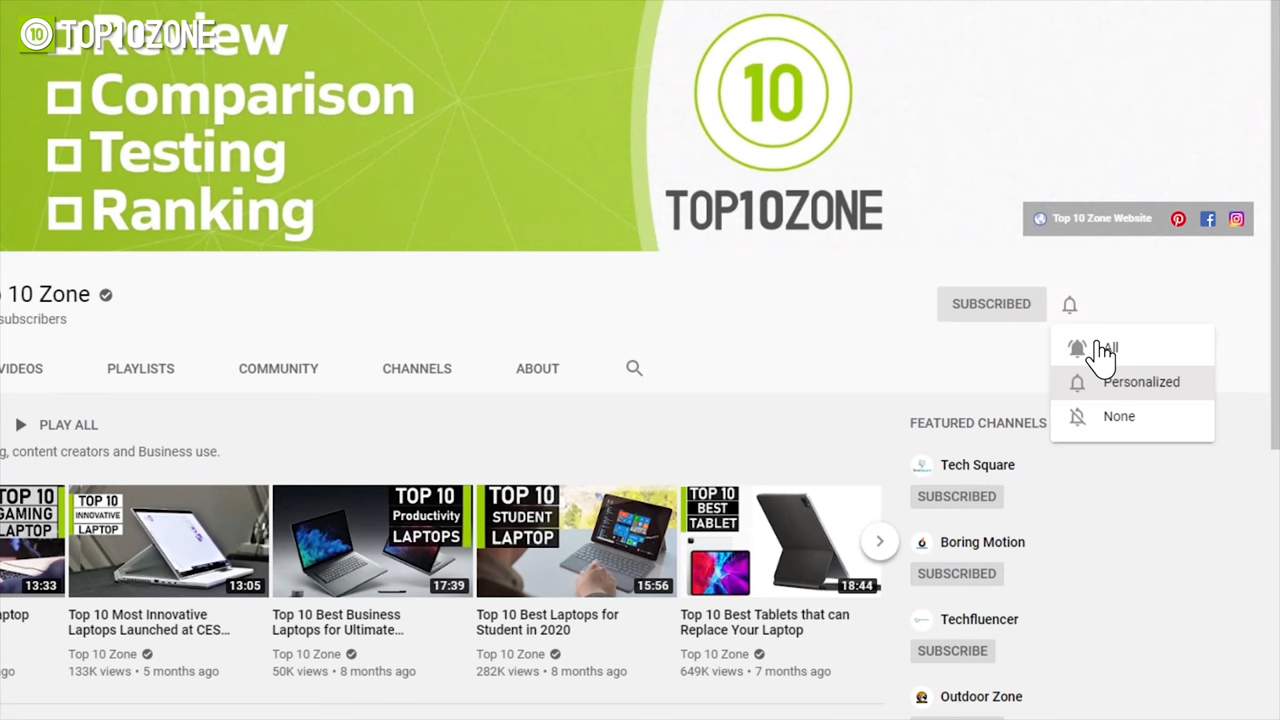 TOP10ZONE
Review
Comparison
Testing
Ranking
10
TOP10ZONE
Top 10 Zone Website
10 Zone
subscribers
SUBSCRIBED
All
Personalized
None
VIDEOS
PLAYLISTS
COMMUNITY
CHANNELS
ABOUT
PLAY ALL
g, content creators and Business use.
FEATURED CHANNELS
Tech Square
SUBSCRIBED
Boring Motion
SUBSCRIBED
Techfluencer
SUBSCRIBE
Outdoor Zone
TOP 10
GAMING
LAPTOP
13:33
TOP 10
INNOVATIVE
LAPTOP
13:05
TOP 10
Productivity
LAPTOPS
17:39
TOP 10
STUDENT
LAPTOP
15:56
TOP 10
BEST
TABLET
18:44
aptop
go
Top 10 Most Innovative
Laptops Launched at CES...
Top 10 Zone
133K views • 5 months ago
Top 10 Best Business
Laptops for Ultimate...
Top 10 Zone
50K views • 8 months ago
Top 10 Best Laptops for
Student in 2020
Top 10 Zone
282K views • 8 months ago
Top 10 Best Tablets that can
Replace Your Laptop
Top 10 Zone
649K views • 7 months ago